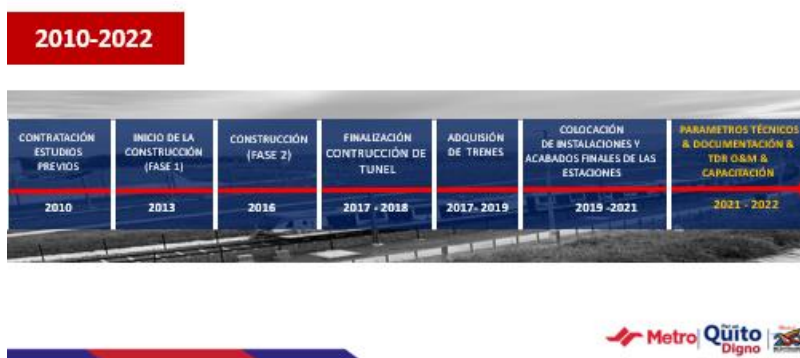 2010-2022
CONTRATACIÓN
ESTUDIOS
PREVIOS
2010
INICIO DE LA
CONSTRUCCIÓN
(FASE 1)
2013
CONSTRUCCIÓN
(FASE 2)
2016
FINALIZACIÓN
CONTRUCCIÓN DE
TUNEL
2017 - 2018
ADQUISIÓN
DE TRENES
2017- 2019
COLOCACIÓN
DE INSTALACIONES Y
ACABADOS FINALES DE LAS
ESTACIONES
2019 -2021
PARAMETROS TÉCNICOS
& DOCUMENTACIÓN &
TDR O&M &
CAPACITACIÓN
2021 - 2022
Metro
Por un
Quito
Digno